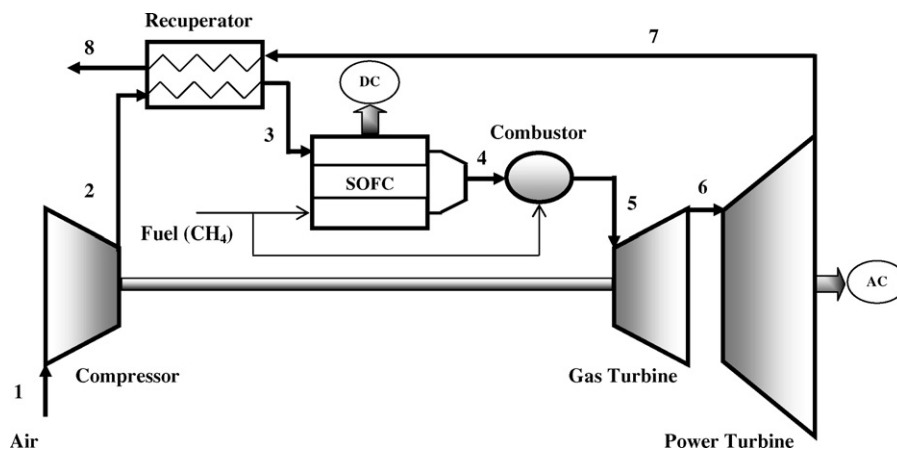 Recuperator
8
7
DC
3
Combustor
4
2
SOFC
6
5
Fuel (CH₄)
AC
Compressor
Gas Turbine
1
Air
Power Turbine